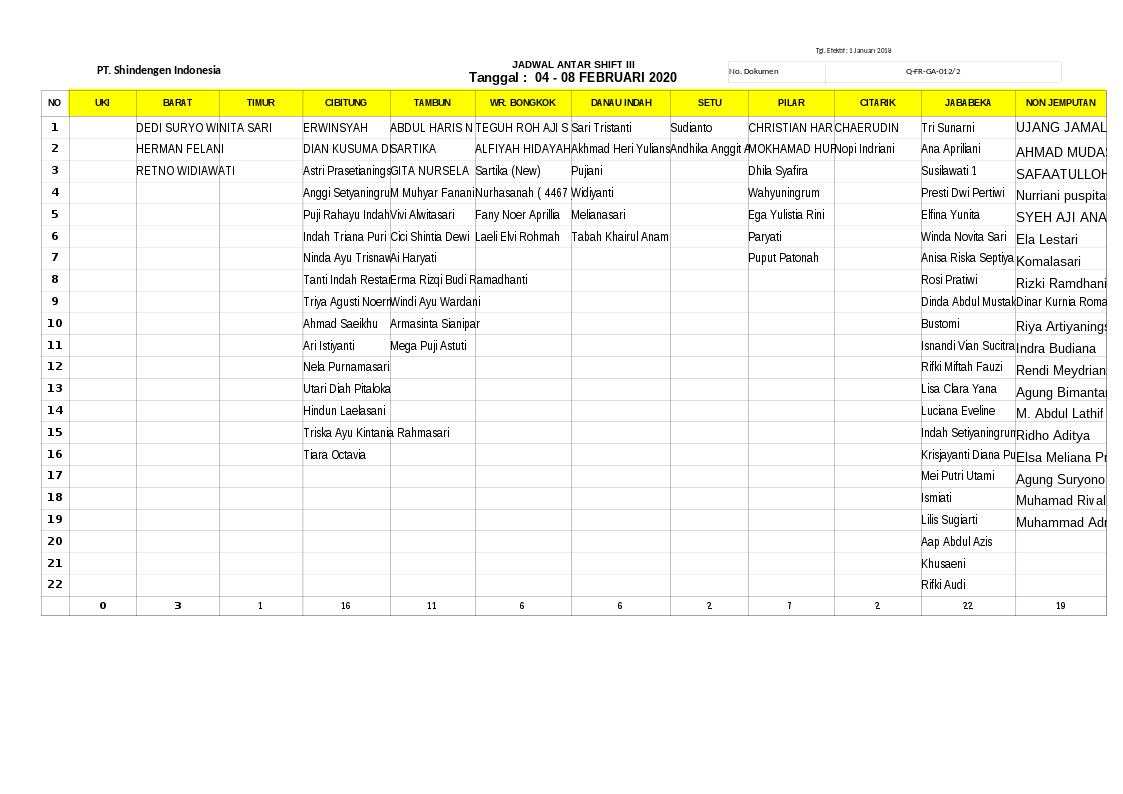 Tgl. Efektif: 1 Januari 2018
PT. Shindengen Indonesia
JADWAL ANTAR SHIFT III
Tanggal : 04 - 08 FEBRUARI 2020
No. Dokumen Q-FR-GA-012/2
NO UKI BARAT TIMUR CIBITUNG TAMBUN WR. BONGKOK DANAU INDAH SETU PILAR CITARIK JABABEKA NON JEMPUTAN
1 DEDI SURYO WINITA SARI ERWINSYAH ABDUL HARIS N TEGUH ROH AJI S Sari Tristanti Sudianto CHRISTIAN HAR CHAERUDIN Tri Sunarni UJANG JAMAL
2 HERMAN FELANI DIAN KUSUMA D SARTIKA ALFIYAH HIDAYAH Akhmad Heri Yulians Andhika Anggit A MOKHAMAD HUF Nopi Indriani Ana Apriliani AHMAD MUDAS
3 RETNO WIDIAWATI Astri Prasetianings GITA NURSELA Sartika (New) Pujiani Dhila Syafira Susilawati 1 SAFAATULLOH
4 Anggi Setyaningru M Muhyar Fanani Nurhasanah ( 4467 Widiyanti Wahyuningrum Presti Dwi Pertiwi Nurriani puspita
5 Puji Rahayu Indah Vivi Alwitasari Fany Noer Aprillia Melianasari Ega Yulistia Rini Elfina Yunita SYEH AJI ANA
6 Indah Triana Puri Cici Shintia Dewi Laeli Elvi Rohmah Tabah Khairul Anam Paryati Winda Novita Sari Ela Lestari
7 Ninda Ayu Trisnaw Ai Haryati Puput Patonah Anisa Riska Septiya Komalasari
8 Tanti Indah Restar Erma Rizqi Budi Ramadhanti Rosi Pratiwi Rizki Ramdhani
9 Triya Agusti Noern Windi Ayu Wardani Dinda Abdul Mustak Dinar Kurnia Roma
10 Ahmad Saeikhu Armasinta Sianipar Bustomi Riya Artiyanings
11 Ari Istiyanti Mega Puji Astuti Isnandi Vian Sucitra Indra Budiana
12 Nela Purnamasari Rifki Miftah Fauzi Rendi Meydrian
13 Utari Diah Pitaloka Lisa Clara Yana Agung Bimantar
14 Hindun Laelasani Luciana Eveline M. Abdul Lathif
15 Triska Ayu Kintania Rahmasari Indah Setiyaningrum Ridho Aditya
16 Tiara Octavia Krisjayanti Diana Pu Elsa Meliana Pr
17 Mei Putri Utami Agung Suryono
18 Ismiati Muhamad Rival
19 Lilis Sugiarti Muhammad Adr
20 Aap Abdul Azis
21 Khusaeni
22 Rifki Audi
0 3 1 16 11 6 6 2 7 2 22 19